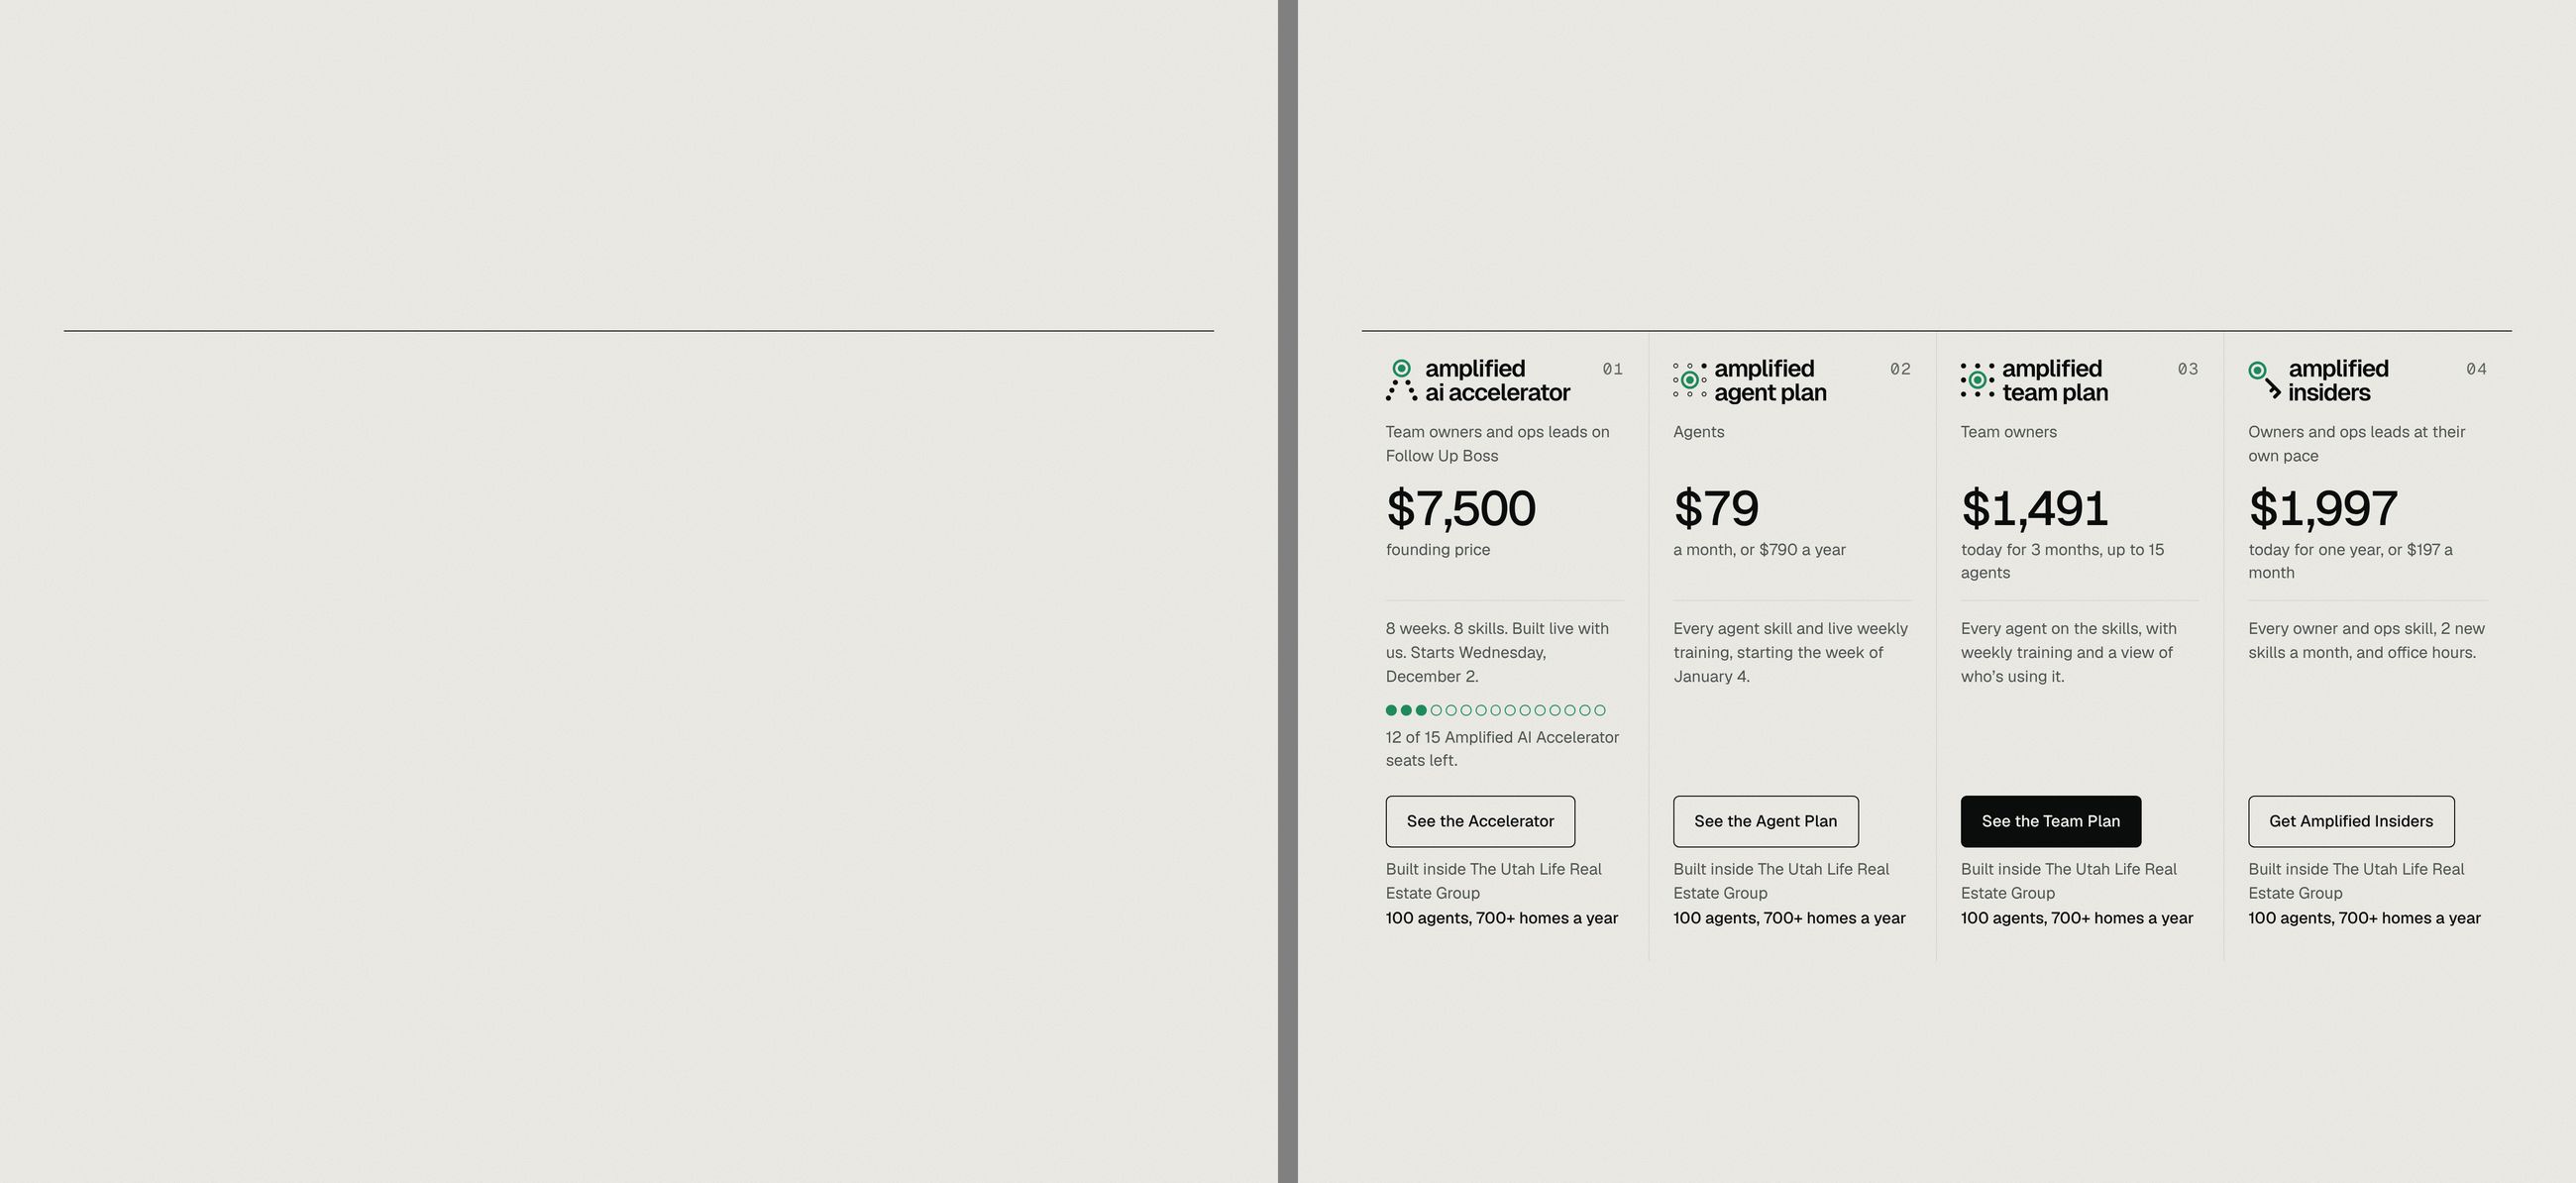 amplified
ai accelerator
01
Team owners and ops leads on
Follow Up Boss
$7,500
founding price
8 weeks. 8 skills. Built live with
us. Starts Wednesday,
December 2.
12 of 15 Amplified AI Accelerator
seats left.
See the Accelerator
Built inside The Utah Life Real
Estate Group
100 agents, 700+ homes a year
amplified
agent plan
02
Agents
$79
a month, or $790 a year
Every agent skill and live weekly
training, starting the week of
January 4.
See the Agent Plan
Built inside The Utah Life Real
Estate Group
100 agents, 700+ homes a year
amplified
team plan
03
Team owners
$1,491
today for 3 months, up to 15
agents
Every agent on the skills, with
weekly training and a view of
who’s using it.
See the Team Plan
Built inside The Utah Life Real
Estate Group
100 agents, 700+ homes a year
amplified
insiders
04
Owners and ops leads at their
own pace
$1,997
today for one year, or $197 a
month
Every owner and ops skill, 2 new
skills a month, and office hours.
Get Amplified Insiders
Built inside The Utah Life Real
Estate Group
100 agents, 700+ homes a year